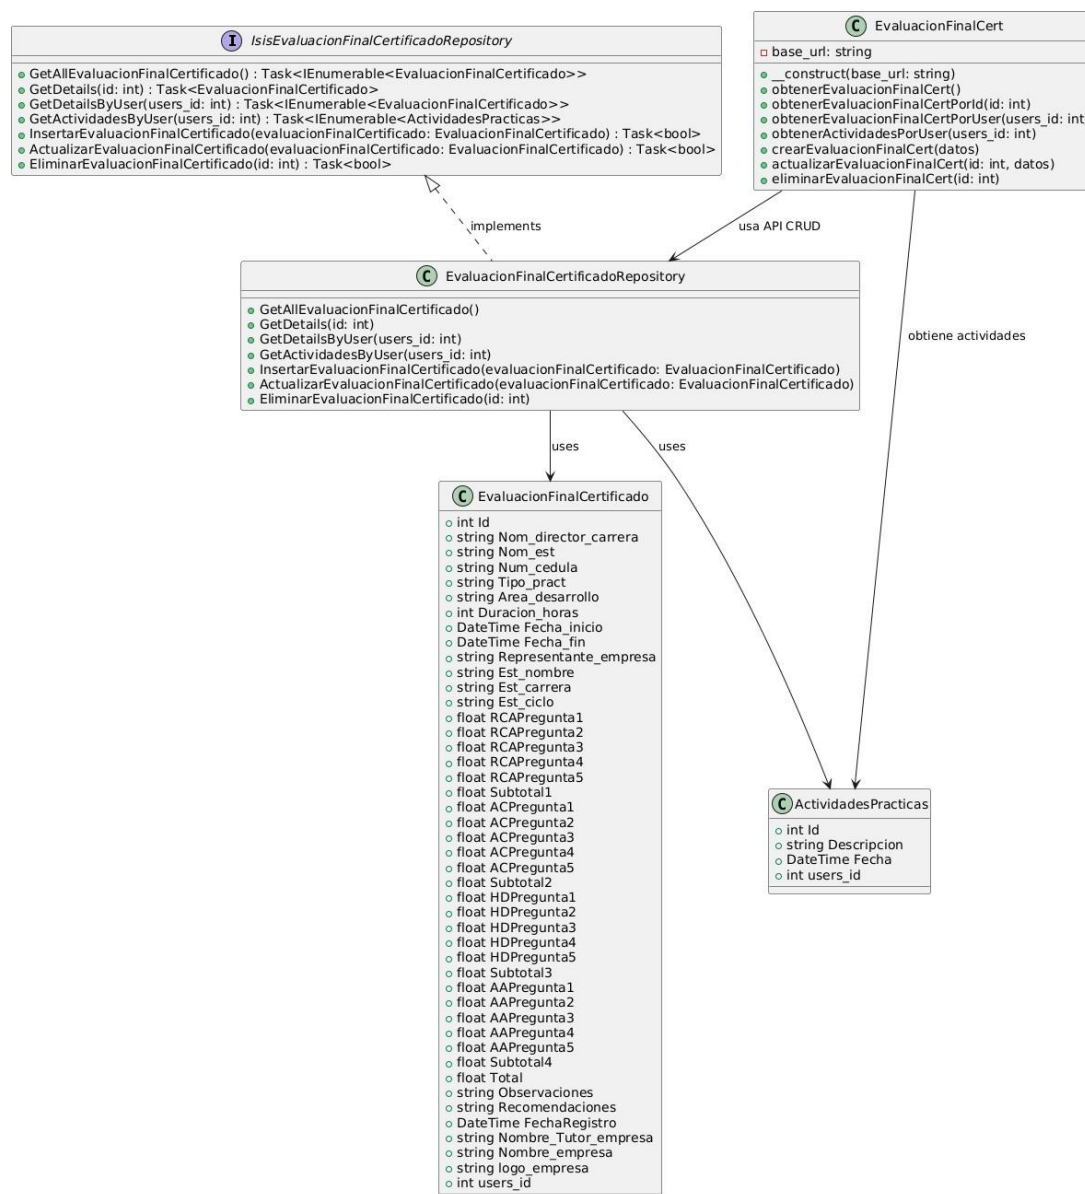 I IsisEvaluacionFinalCertificadoRepository
GetAllEvaluacionFinalCertificado() : Task<IEnumerable<EvaluacionFinalCertificado>>
GetDetails(id: int) : Task<EvaluacionFinalCertificado>
GetDetailsByUser(users_id: int) : Task<IEnumerable<EvaluacionFinalCertificado>>
GetActividadesByUser(users_id: int) : Task<IEnumerable<ActividadesPracticas>>
InsertarEvaluacionFinalCertificado(evaluacionFinalCertificado: EvaluacionFinalCertificado) : Task<bool>
ActualizarEvaluacionFinalCertificado(evaluacionFinalCertificado: EvaluacionFinalCertificado) : Task<bool>
EliminarEvaluacionFinalCertificado(id: int) : Task<bool>
C EvaluacionFinalCert
base_url: string
__construct(base_url: string)
obtenerEvaluacionFinalCert()
obtenerEvaluacionFinalCertPorId(id: int)
obtenerEvaluacionFinalCertPorUser(users_id: int)
obtenerActividadesPorUser(users_id: int)
crearEvaluacionFinalCert(datos)
actualizarEvaluacionFinalCert(id: int, datos)
eliminarEvaluacionFinalCert(id: int)
implements
usa API CRUD
obtiene actividades
C EvaluacionFinalCertificadoRepository
GetAllEvaluacionFinalCertificado()
GetDetails(id: int)
GetDetailsByUser(users_id: int)
GetActividadesByUser(users_id: int)
InsertarEvaluacionFinalCertificado(evaluacionFinalCertificado: EvaluacionFinalCertificado)
ActualizarEvaluacionFinalCertificado(evaluacionFinalCertificado: EvaluacionFinalCertificado)
EliminarEvaluacionFinalCertificado(id: int)
uses
uses
C EvaluacionFinalCertificado
int Id
string Nom_director_carrera
string Nom_est
string Num_cedula
string Tipo_pract
string Area_desarrollo
int Duracion_horas
DateTime Fecha_inicio
DateTime Fecha_fin
string Representante_empresa
string Est_nombre
string Est_carrera
string Est_ciclo
float RCAPregunta1
float RCAPregunta2
float RCAPregunta3
float RCAPregunta4
float RCAPregunta5
float Subtotal1
float ACPregunta1
float ACPregunta2
float ACPregunta3
float ACPregunta4
float ACPregunta5
float Subtotal2
float HDPregunta1
float HDPregunta2
float HDPregunta3
float HDPregunta4
float HDPregunta5
float Subtotal3
float AAPregunta1
float AAPregunta2
float AAPregunta3
float AAPregunta4
float AAPregunta5
float Subtotal4
float Total
string Observaciones
string Recomendaciones
DateTime FechaRegistro
string Nombre_Tutor_empresa
string Nombre_empresa
string logo_empresa
int users_id
C ActividadesPracticas
int Id
string Descripcion
DateTime Fecha
int users_id